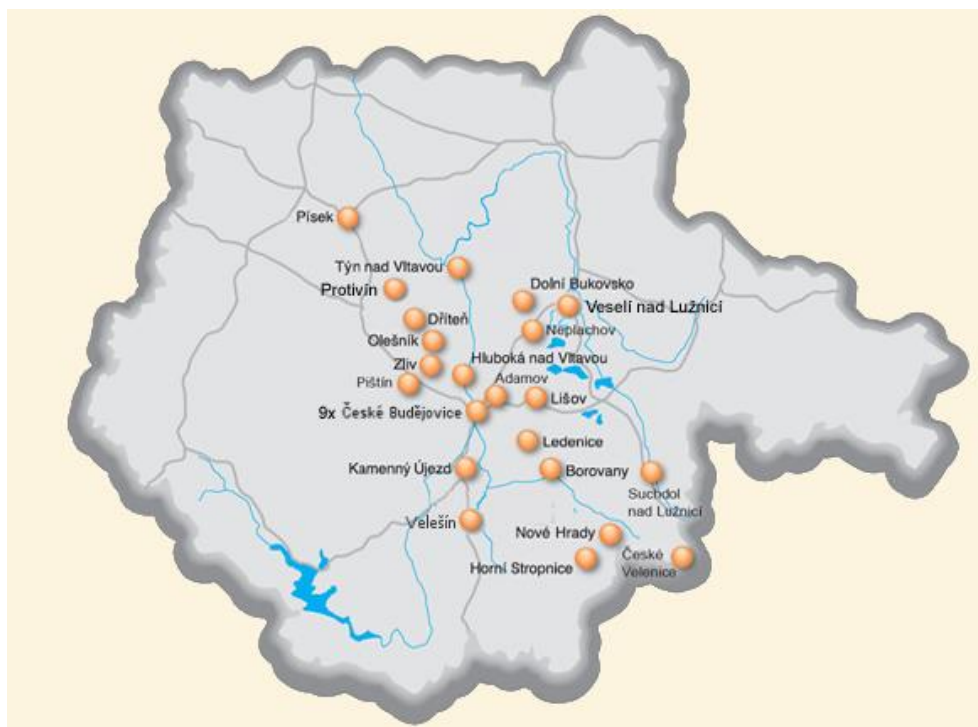 Písek
Týn nad Vltavou
Protivín
Dolní Bukovsko
Veselí nad Lužnicí
Dříteň
Neplachov
Olešník
Hluboká nad Vltavou
Zliv
Pištín
Adamov
Lišov
9x České Budějovice
Ledenice
Kamenný Újezd
Borovany
Suchdol
nad Lužnicí
Velešín
Nové Hrady
České
Velenice
Horní Stropnice